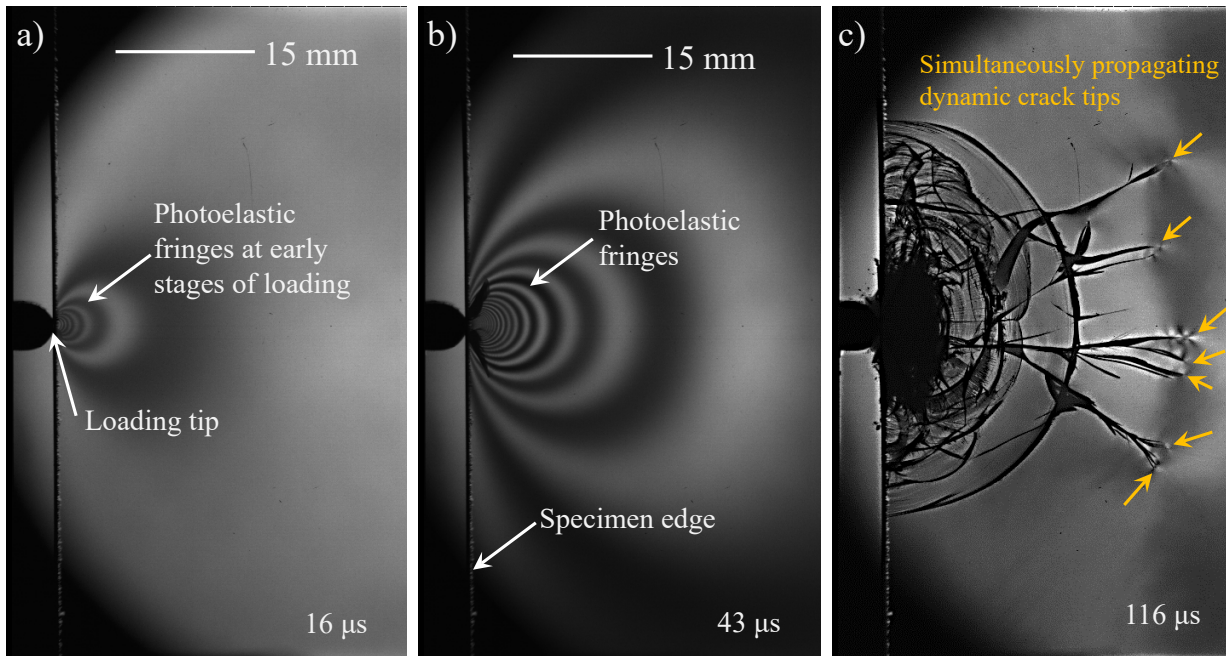 a)
15 mm
Photoelastic
fringes at early
stages of loading
Loading tip
16 μs
b)
15 mm
Photoelastic
fringes
Specimen edge
43 μs
c)
Simultaneously propagating
dynamic crack tips
116 μs